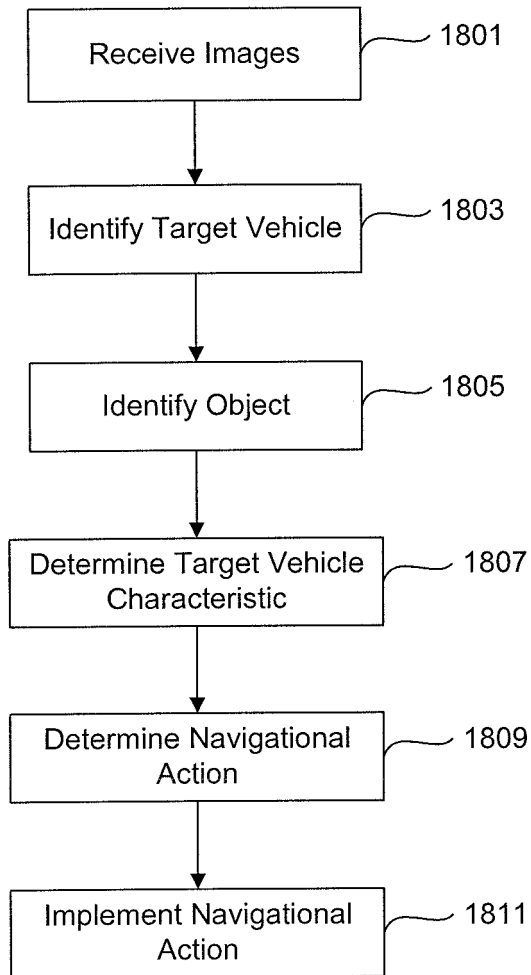 Receive Images
1801
Identify Target Vehicle
1803
Identify Object
1805
Determine Target Vehicle
Characteristic
1807
Determine Navigational
Action
1809
Implement Navigational
Action
1811